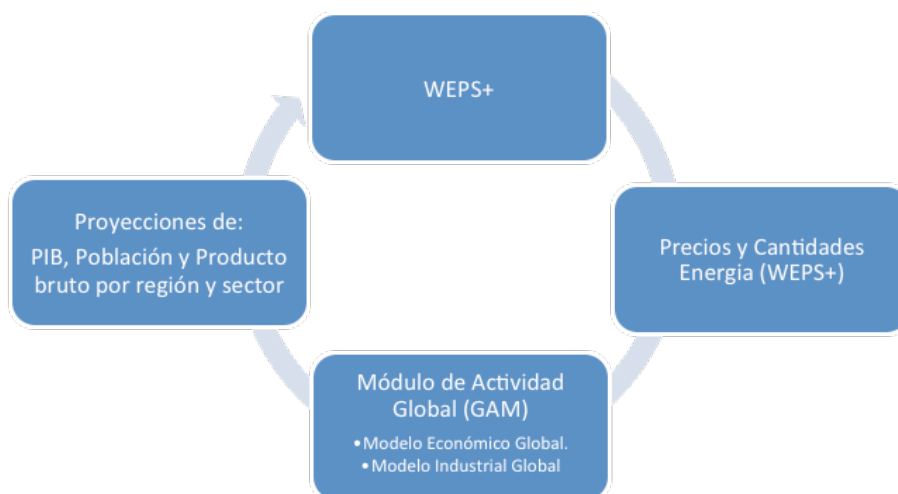 WEPS+
Proyecciones de:
PIB, Población y Producto
bruto por región y sector
Precios y Cantidades
Energia (WEPS+)
Módulo de Actividad
Global (GAM)
•Modelo Económico Global.
•Modelo Industrial Global